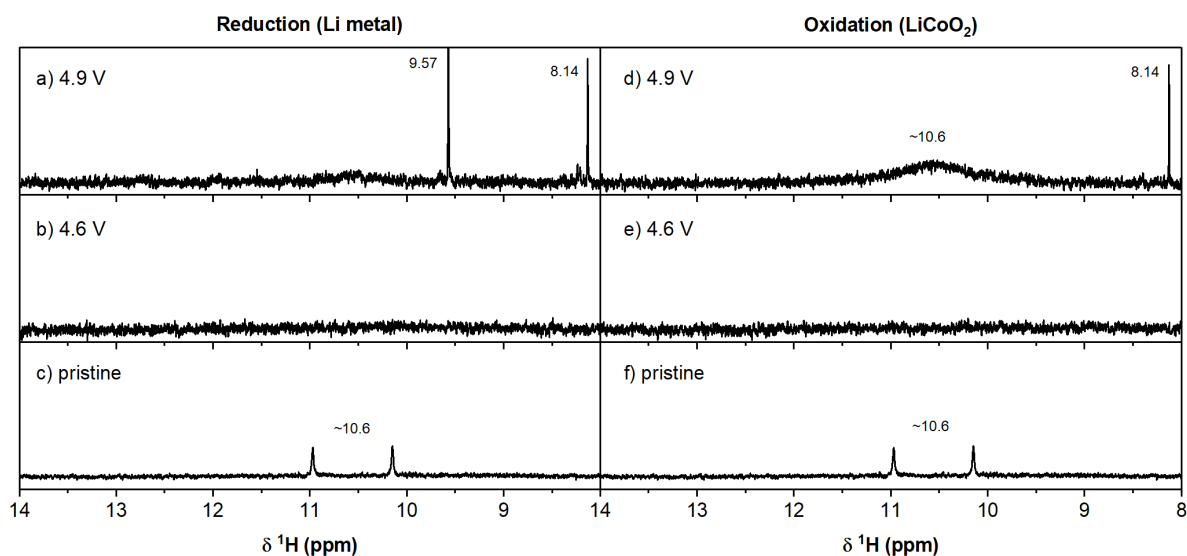 Reduction (Li metal)
Oxidation (LiCoO₂)
a) 4.9 V
9.57
8.14
d) 4.9 V
~10.6
8.14
b) 4.6 V
e) 4.6 V
c) pristine
~10.6
f) pristine
~10.6
14 13 12 11 10 9 14 13 12 11 10 9 8
δ ¹H (ppm)
δ ¹H (ppm)